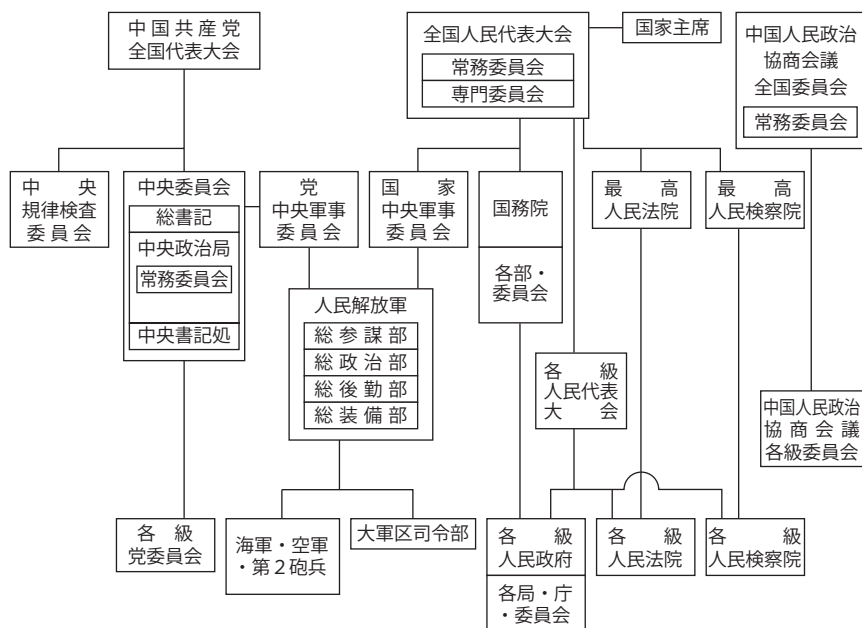 中国共産党
全国代表大会
全国人民代表大会
常務委員会
専門委員会
国家主席
中国人民政治
協商会議
全国委員会
常務委員会
中央
規律検査
委員会
中央委員会
総書記
中央政治局
常務委員会
中央書記処
党
中央軍事
委員会
国家
中央軍事
委員会
国務院
各部・
委員会
最高
人民法院
最高
人民検察院
人民解放軍
総参謀部
総政治部
総後勤部
総装備部
各級
人民代表
大会
中国人民政治
協商会議
各級委員会
各級
党委員会
海軍・空軍
・第2砲兵
大軍区司令部
各級
人民政府
各局・庁
・委員会
各級
人民法院
各級
人民検察院